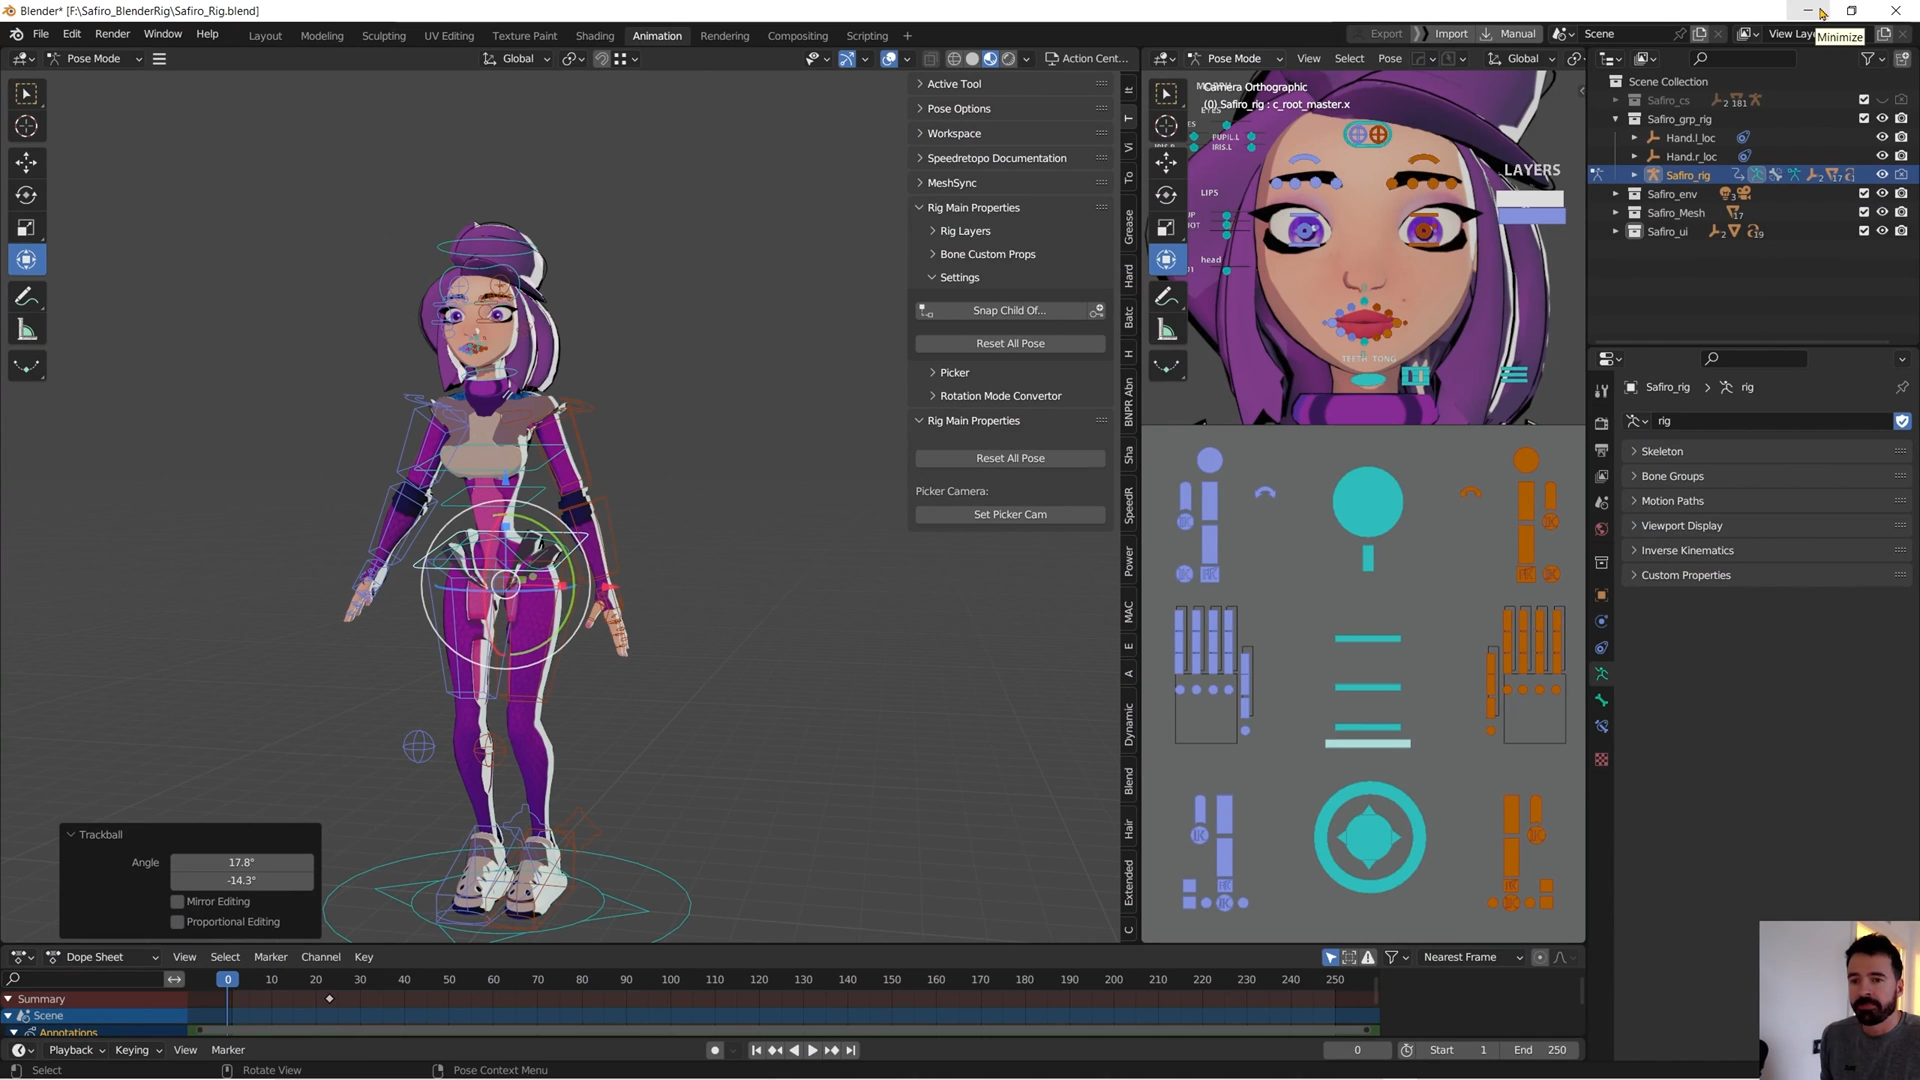 Blender* [F:\Safiro_BlenderRig\Safiro_Rig.blend]
Minimize
File Edit Render Window Help
Layout Modeling Sculpting UV Editing Texture Paint Shading Animation Rendering Compositing Scripting +
Export Import Manual Scene View Lay
Pose Mode
Global
Action Cent...
Pose Mode View Select Pose Global
Active Tool
Pose Options
Workspace
Speedretopo Documentation
MeshSync
Rig Main Properties
Rig Layers
Bone Custom Props
Settings
Snap Child Of...
Reset All Pose
Picker
Rotation Mode Convertor
Rig Main Properties
Reset All Pose
Picker Camera:
Set Picker Cam
It
T
Vi
To
Grease
Hard
Batc
H
BNPR Abn
Sha
SpeedR
Power
MAC
E
A
Dynamic
Blend
Hair
Extended
C
Camera Orthographic
(0) Safiro_rig : c_root_master.x
PUPIL.L
IRIS.L
LIPS
head
LAYERS
TEETH TONG
Scene Collection
Safiro_cs 2 181
Safiro_grp_rig
Hand.l_loc
Hand.r_loc
Safiro_rig 2 17
Safiro_env 3
Safiro_Mesh 17
Safiro_ui 2 19
Safiro_rig > rig
rig
Skeleton
Bone Groups
Motion Paths
Viewport Display
Inverse Kinematics
Custom Properties
Trackball
Angle 17.8°
-14.3°
Mirror Editing
Proportional Editing
Dope Sheet View Select Marker Channel Key Nearest Frame
0 10 20 30 40 50 60 70 80 90 100 110 120 130 140 150 160 170 180 190 200 210 220 230 240 250
Summary
Scene
Annotations
Playback Keying View Marker 0 Start 1 End 250
Select Rotate View Pose Context Menu